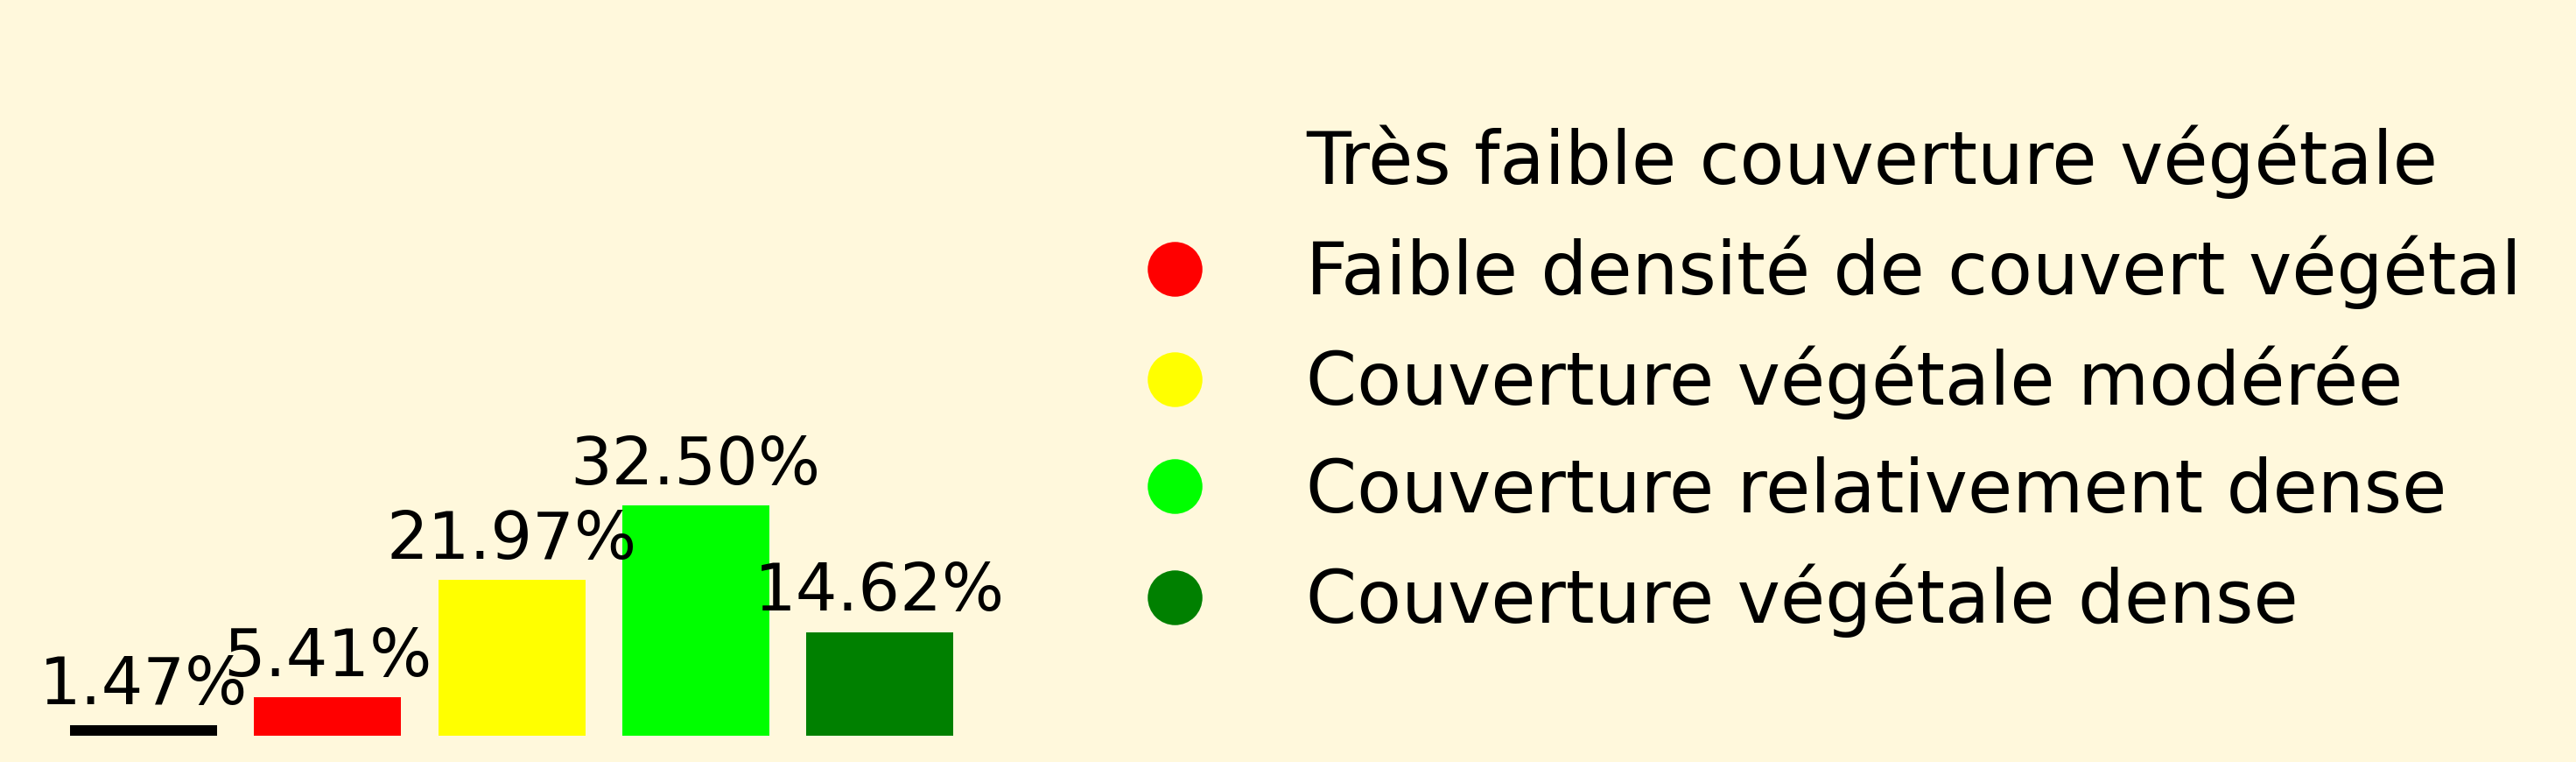 1.47%
5.41%
21.97%
32.50%
14.62%
Très faible couverture végétale
Faible densité de couvert végétal
Couverture végétale modérée
Couverture relativement dense
Couverture végétale dense